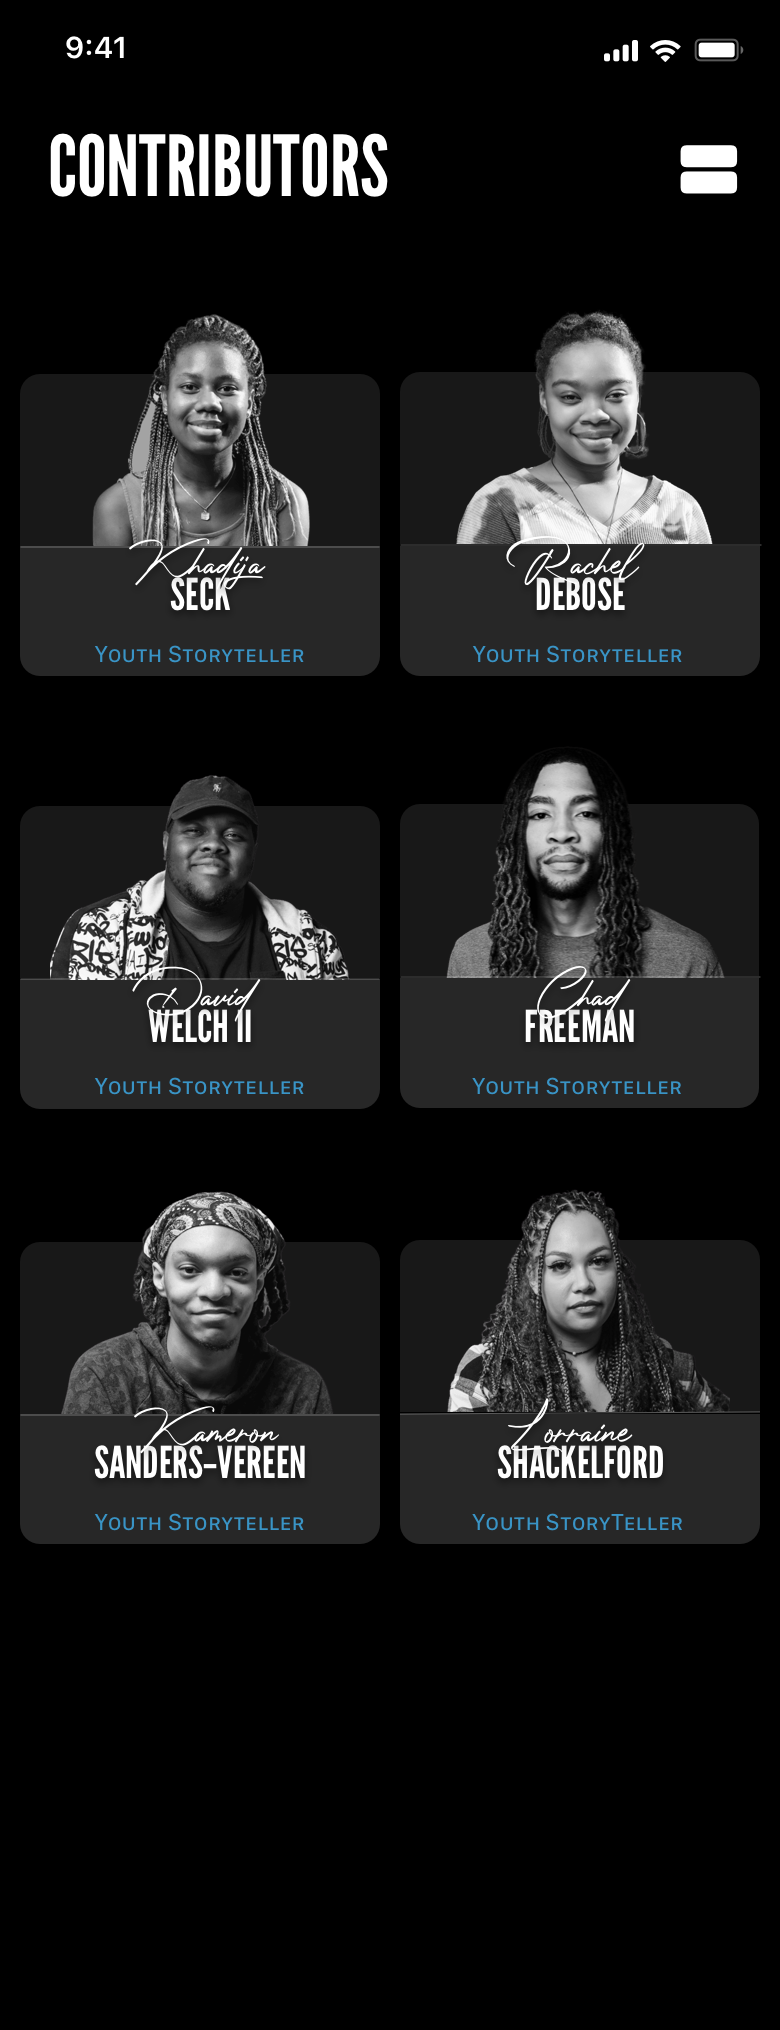 9:41
CONTRIBUTORS
Khadija
SECK
Youth Storyteller
Rachel
DEBOSE
Youth Storyteller
David
WELCH II
Youth Storyteller
Chad
FREEMAN
Youth Storyteller
Kameron
SANDERS-VEREEN
Youth Storyteller
Lorraine
SHACKELFORD
Youth StoryTeller